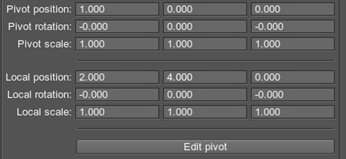 Pivot position: 1.000 0.000 0.000
Pivot rotation: -0.000 0.000 -0.000
Pivot scale: 1.000 1.000 1.000
Local position: 2.000 4.000 0.000
Local rotation: -0.000 0.000 -0.000
Local scale: 1.000 1.000 1.000
Edit pivot